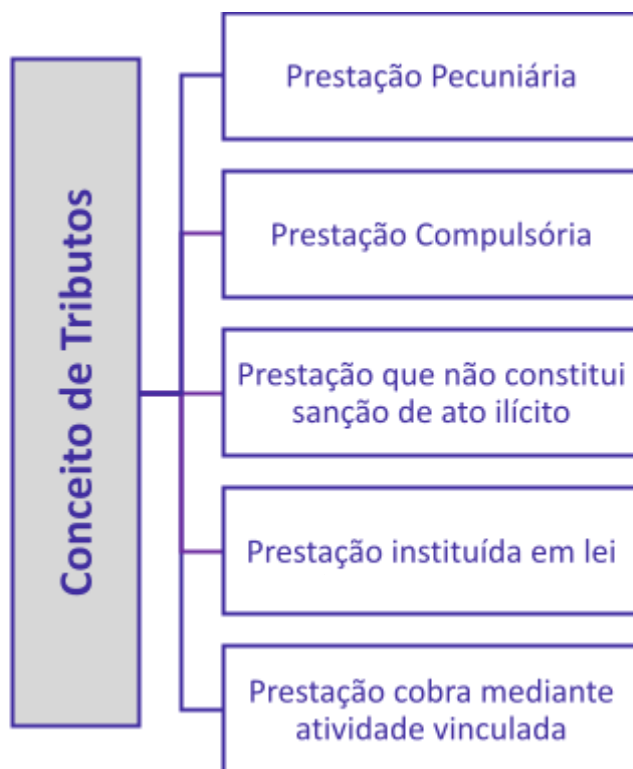 Conceito de Tributos
Prestação Pecuniária
Prestação Compulsória
Prestação que não constitui
sanção de ato ilícito
Prestação instituída em lei
Prestação cobra mediante
atividade vinculada